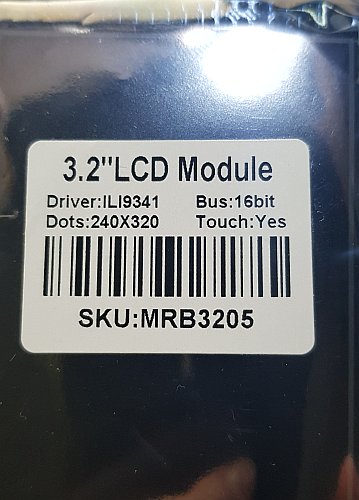 3.2"LCD Module
Driver:ILI9341 Bus:16bit
Dots:240X320 Touch:Yes
SKU:MRB3205